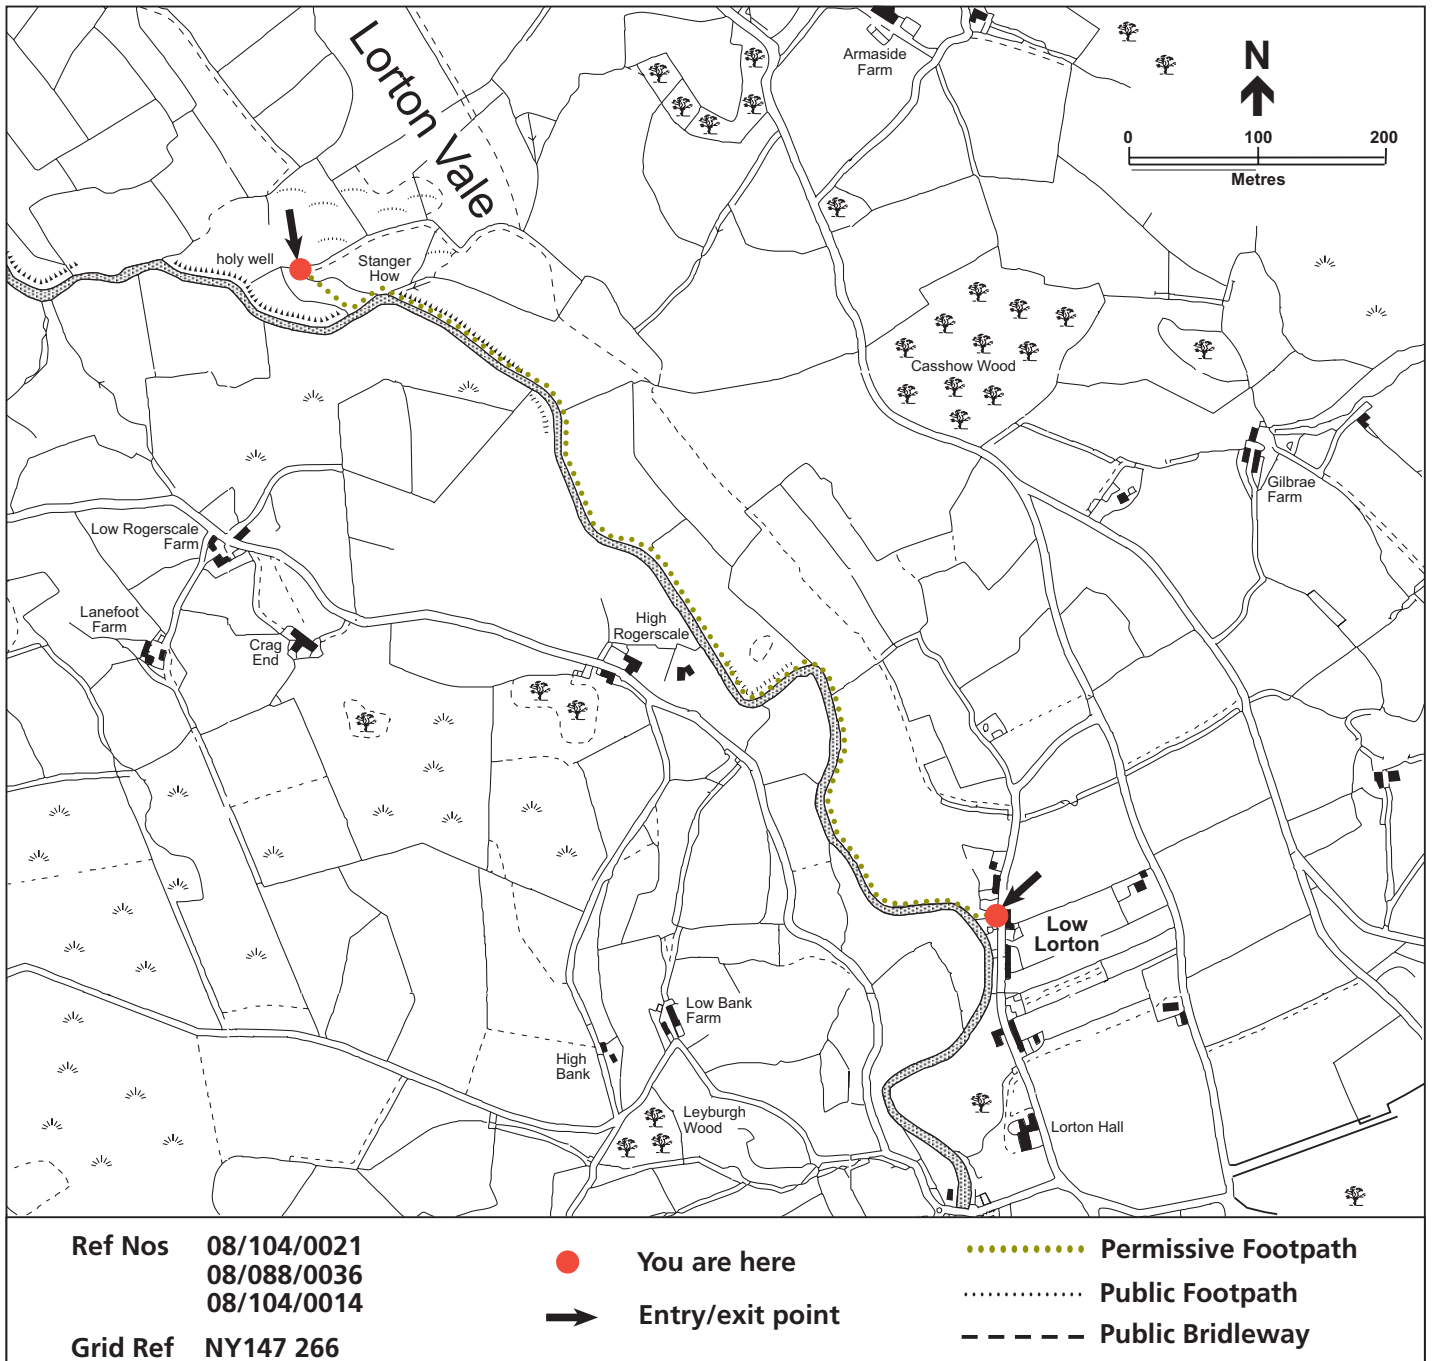 Lorton Vale
Armaside
Farm
N
0 100 200
Metres
holy well
Stanger
How
Casshow Wood
Gilbrae
Farm
Low Rogerscale
Farm
Lanefoot
Farm
Crag
End
High
Rogerscale
Low
Lorton
Low Bank
Farm
High
Bank
Leyburgh
Wood
Lorton Hall
Ref Nos 08/104/0021
08/088/0036
08/104/0014
Grid Ref NY147 266
You are here
Entry/exit point
Permissive Footpath
Public Footpath
Public Bridleway